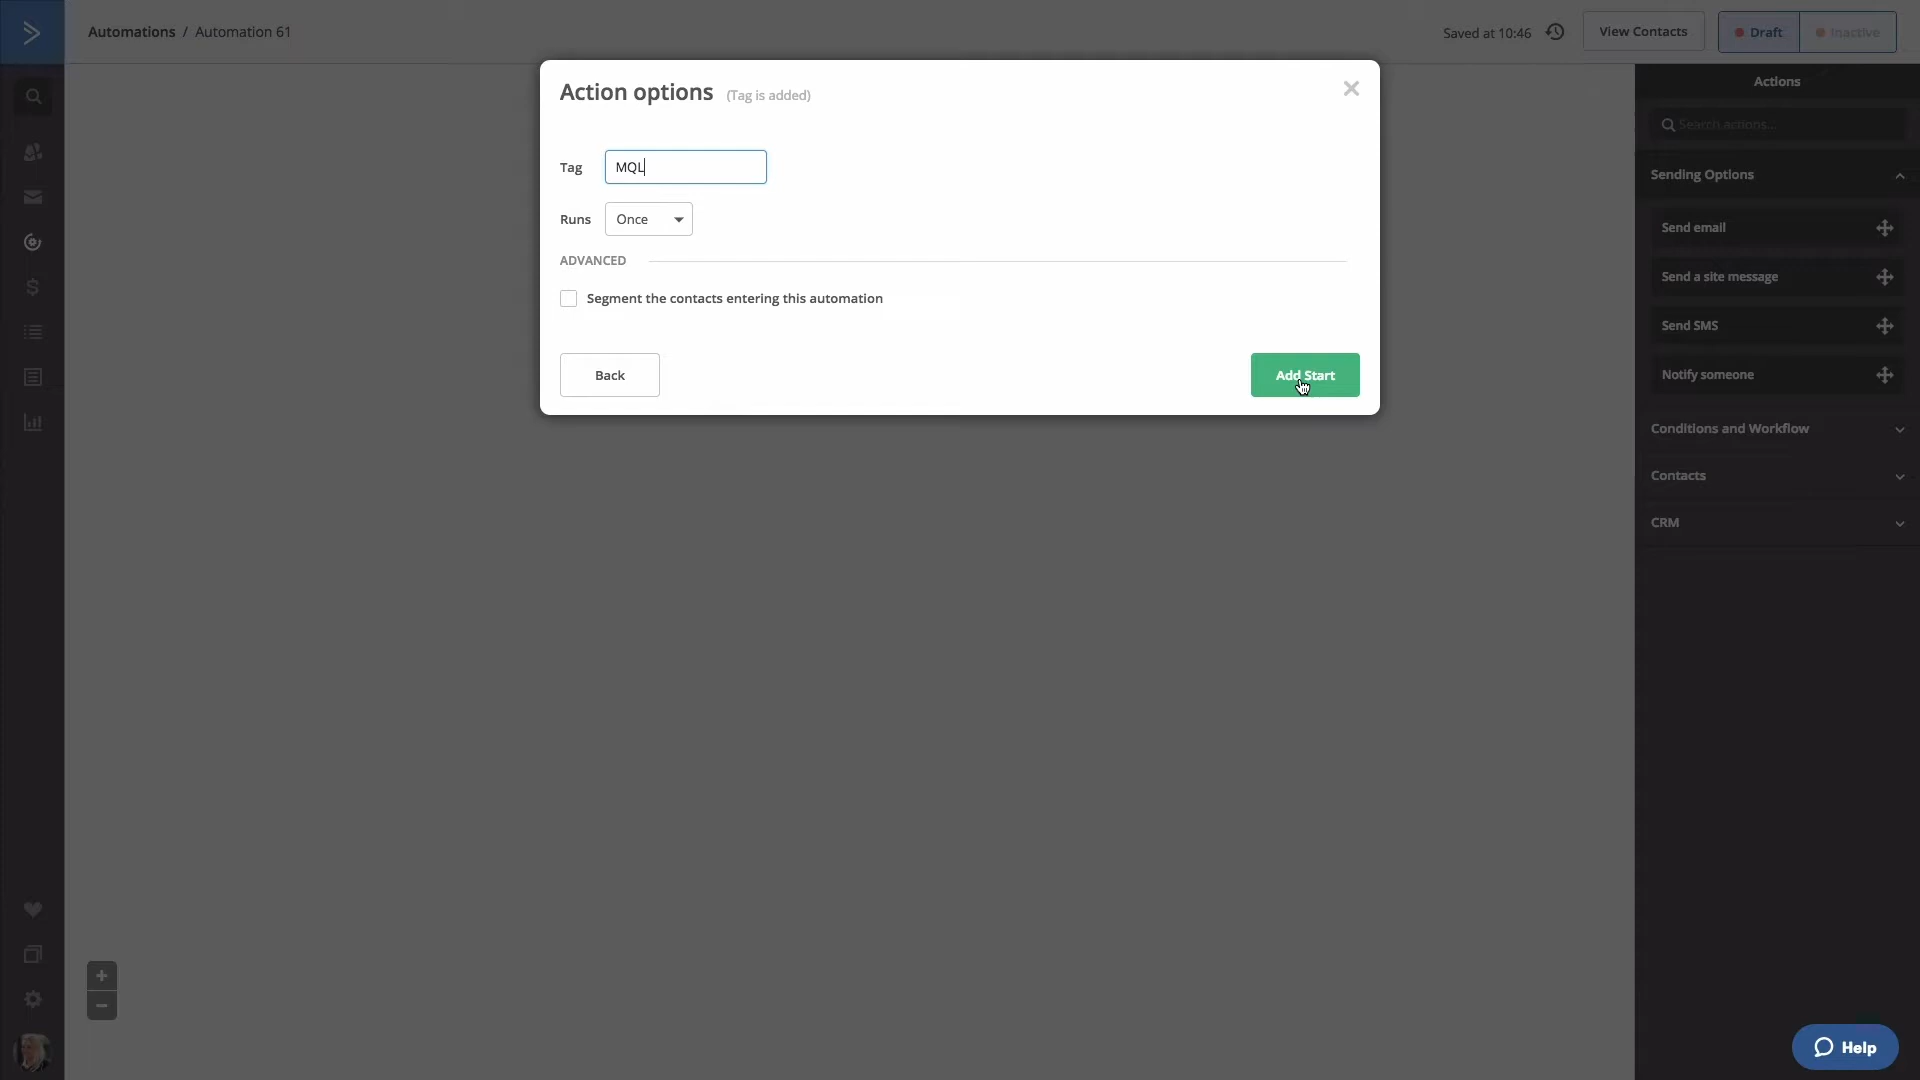 Automations / Automation 61
Saved at 10:46
View Contacts
Draft
Inactive
Action options (Tag is added)
Tag MQL
Runs Once
ADVANCED
Segment the contacts entering this automation
Back
Add Start
Actions
Search actions...
Sending Options
Send email
Send a site message
Send SMS
Notify someone
Conditions and Workflow
Contacts
CRM
Help